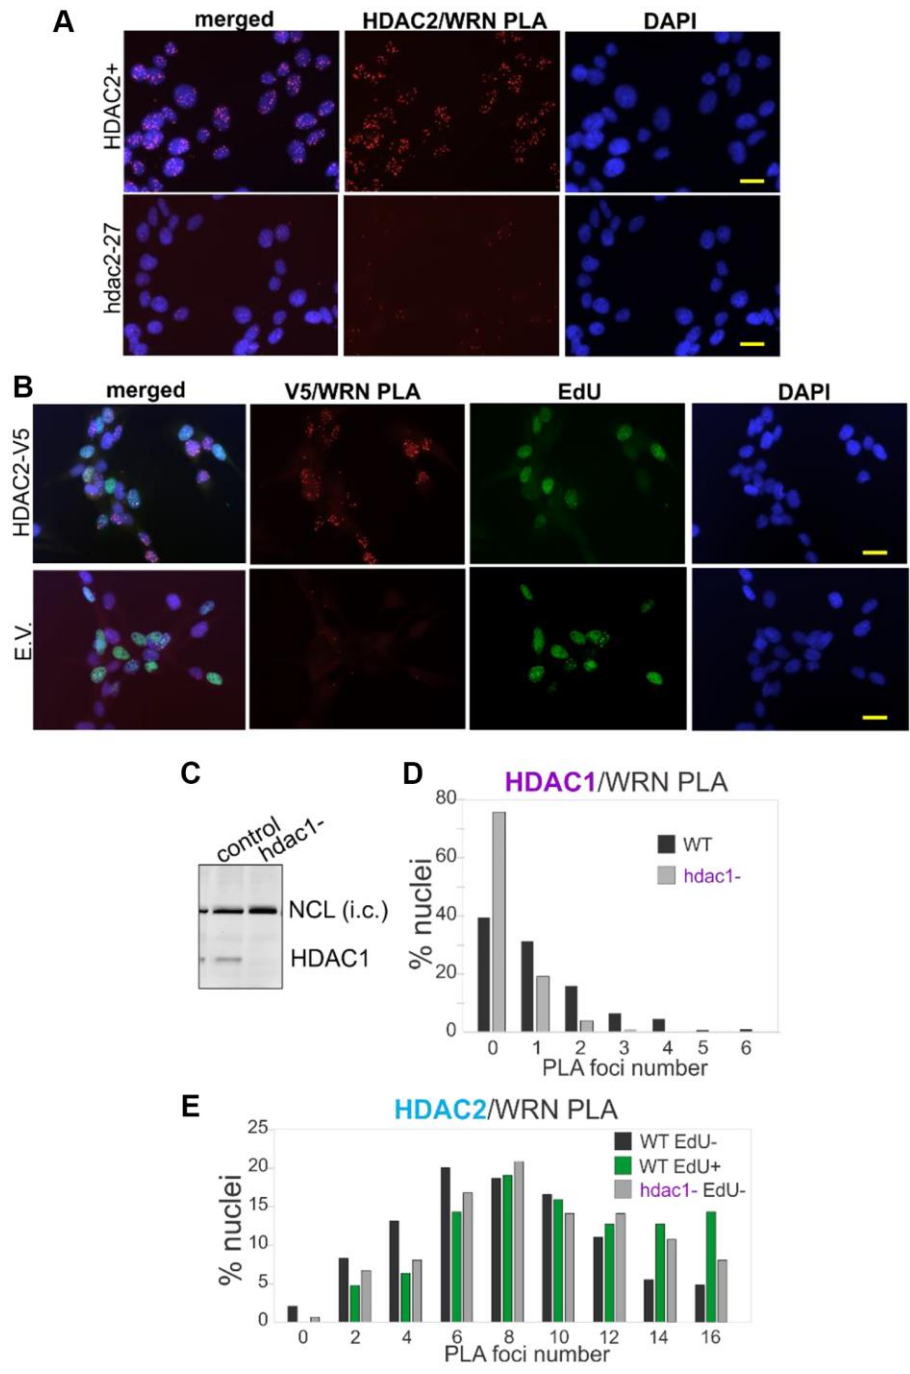 A
merged
HDAC2/WRN PLA
DAPI
HDAC2+
hdac2-27
B
merged
V5/WRN PLA
EdU
DAPI
HDAC2-V5
E.V.
C
control
hdac1-
NCL (i.c.)
HDAC1
D
HDAC1/WRN PLA
80
60
40
20
0
% nuclei
WT
hdac1-
0 1 2 3 4 5 6
PLA foci number
E
HDAC2/WRN PLA
25
20
15
10
5
0
% nuclei
WT EdU-
WT EdU+
hdac1- EdU-
0 2 4 6 8 10 12 14 16
PLA foci number